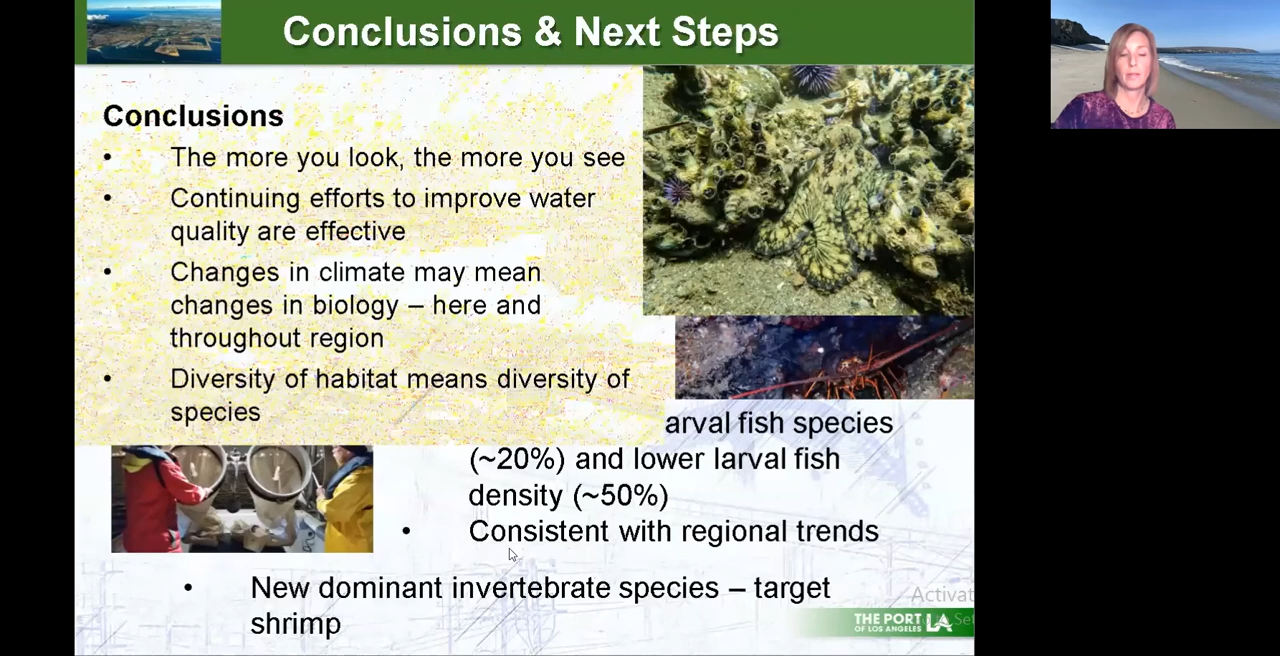 Conclusions & Next Steps
Conclusions
• The more you look, the more you see
• Continuing efforts to improve water
quality are effective
• Changes in climate may mean
changes in biology – here and
throughout region
• Diversity of habitat means diversity of
species
arval fish species
(~20%) and lower larval fish
density (~50%)
• Consistent with regional trends
• New dominant invertebrate species – target
shrimp
Activat
THE PORT LA
OF LOS ANGELES
Set